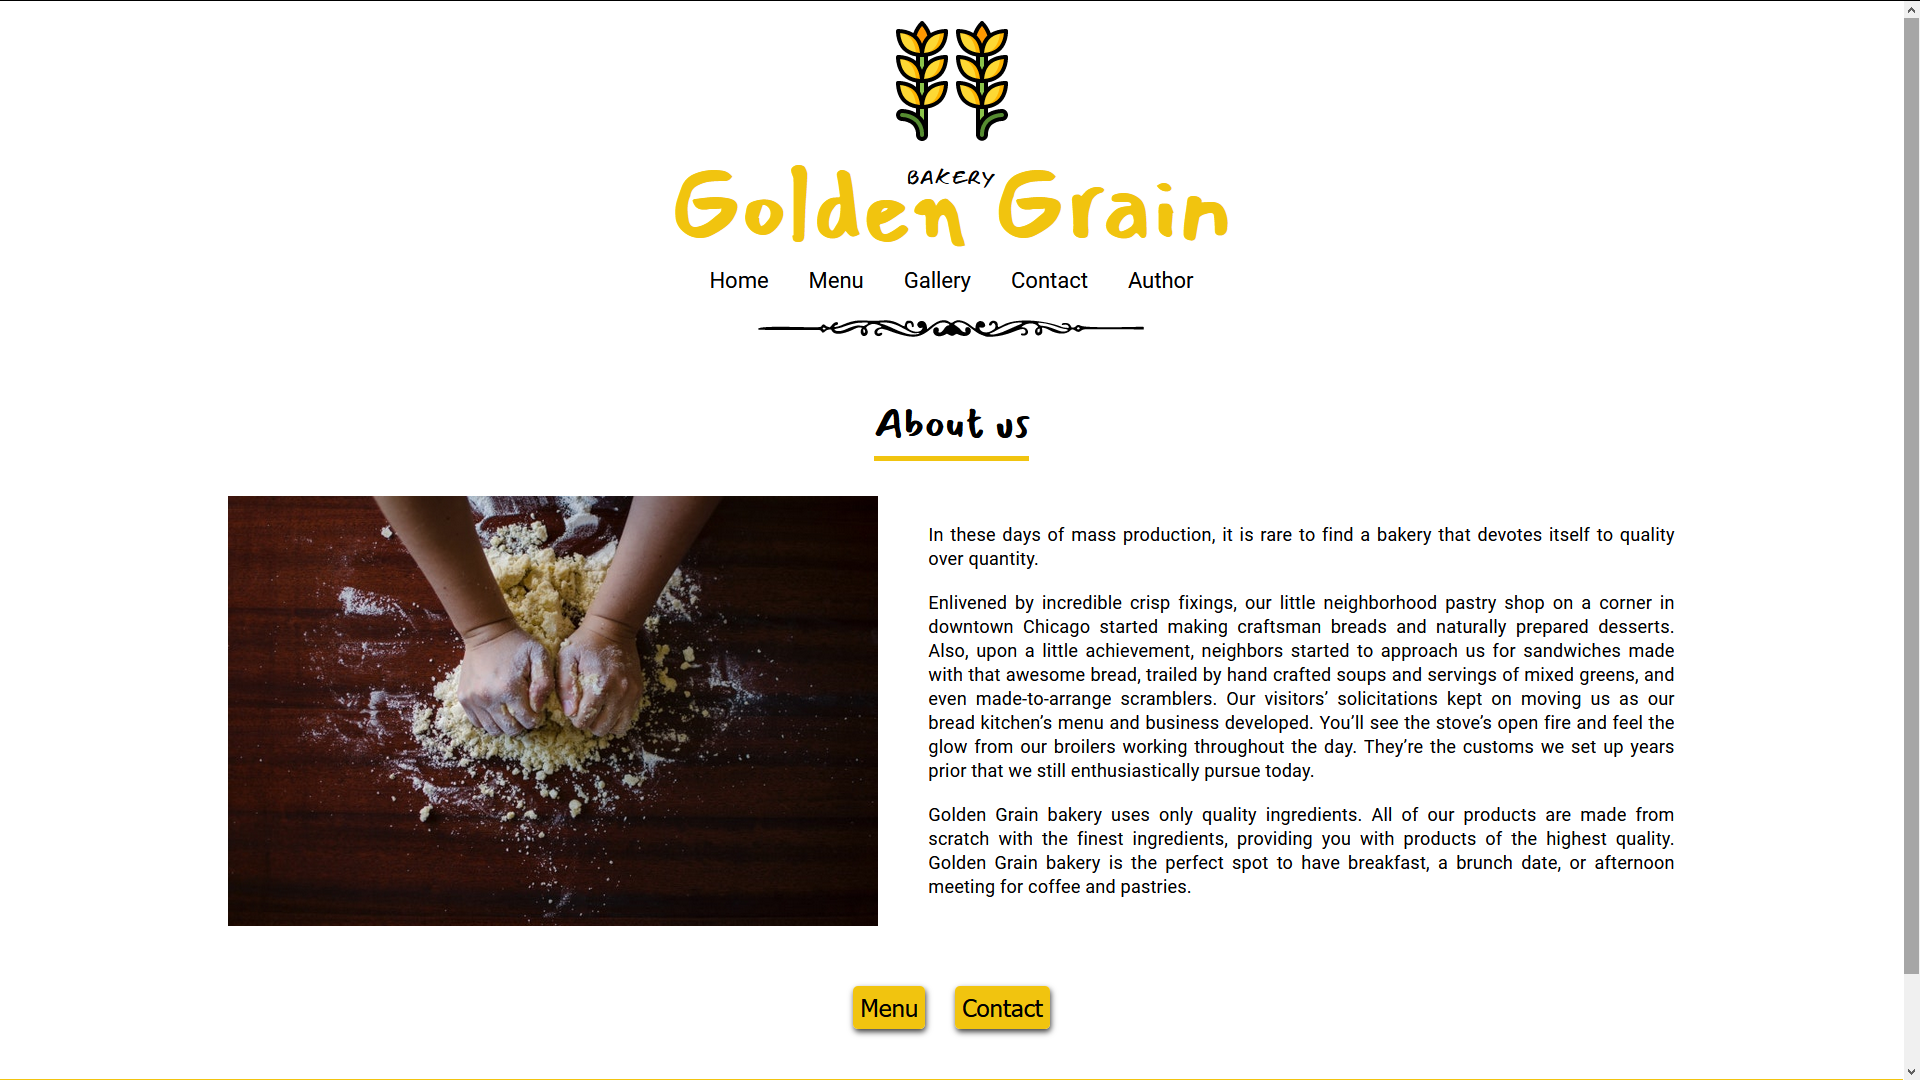 BAKERY
Golden Grain
Home Menu Gallery Contact Author
About us
In these days of mass production, it is rare to find a bakery that devotes itself to quality
over quantity.
Enlivened by incredible crisp fixings, our little neighborhood pastry shop on a corner in
downtown Chicago started making craftsman breads and naturally prepared desserts.
Also, upon a little achievement, neighbors started to approach us for sandwiches made
with that awesome bread, trailed by hand crafted soups and servings of mixed greens, and
even made-to-arrange scramblers. Our visitors’ solicitations kept on moving us as our
bread kitchen’s menu and business developed. You’ll see the stove’s open fire and feel the
glow from our broilers working throughout the day. They’re the customs we set up years
prior that we still enthusiastically pursue today.
Golden Grain bakery uses only quality ingredients. All of our products are made from
scratch with the finest ingredients, providing you with products of the highest quality.
Golden Grain bakery is the perfect spot to have breakfast, a brunch date, or afternoon
meeting for coffee and pastries.
Menu Contact